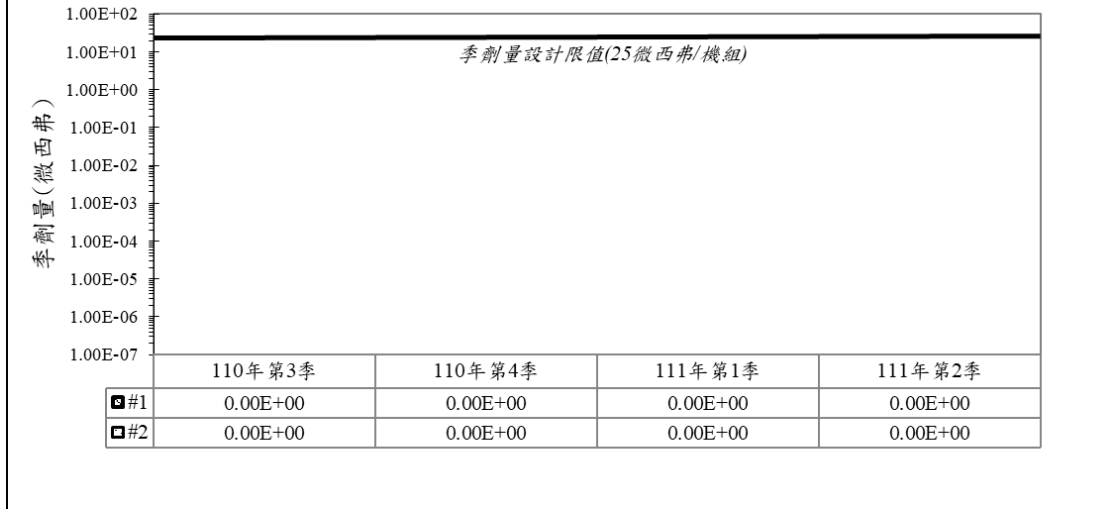 1.00E+02
1.00E+01
1.00E+00
1.00E-01
1.00E-02
1.00E-03
1.00E-04
1.00E-05
1.00E-06
1.00E-07
季劑量(微西弗)
季劑量設計限值(25微西弗/機組)
110年第3季 110年第4季 111年第1季 111年第2季
#1 0.00E+00 0.00E+00 0.00E+00 0.00E+00
#2 0.00E+00 0.00E+00 0.00E+00 0.00E+00